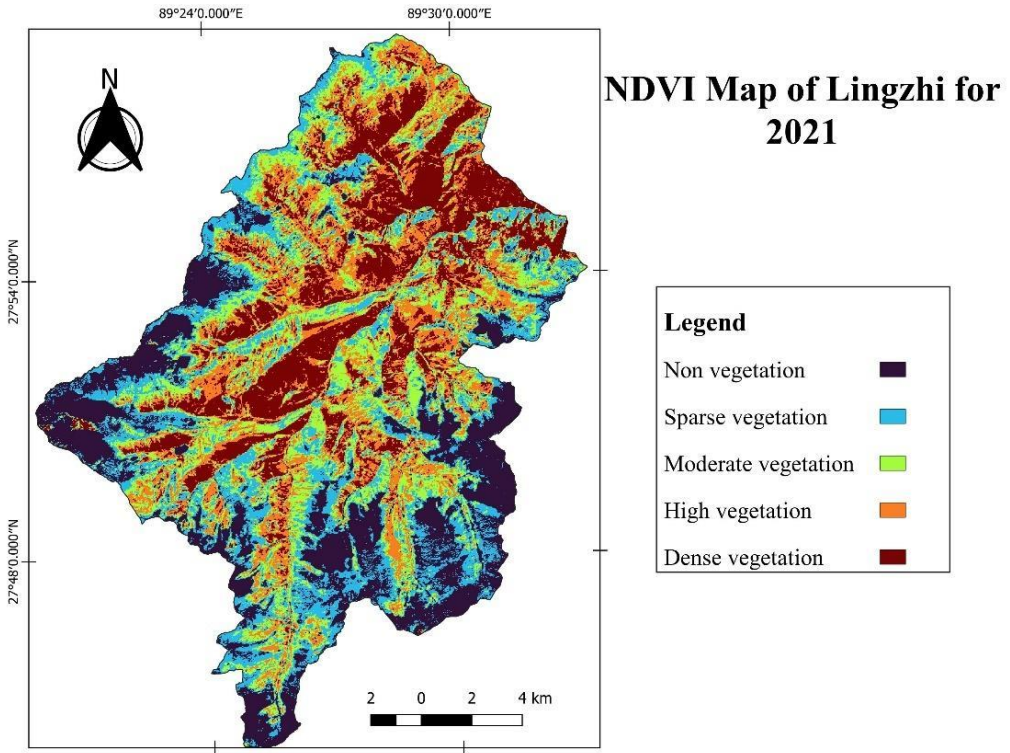 89°24'0.000"E 89°30'0.000"E
N
NDVI Map of Lingzhi for
2021
27°54'0.000"N
27°48'0.000"N
Legend
Non vegetation
Sparse vegetation
Moderate vegetation
High vegetation
Dense vegetation
2 0 2 4 km